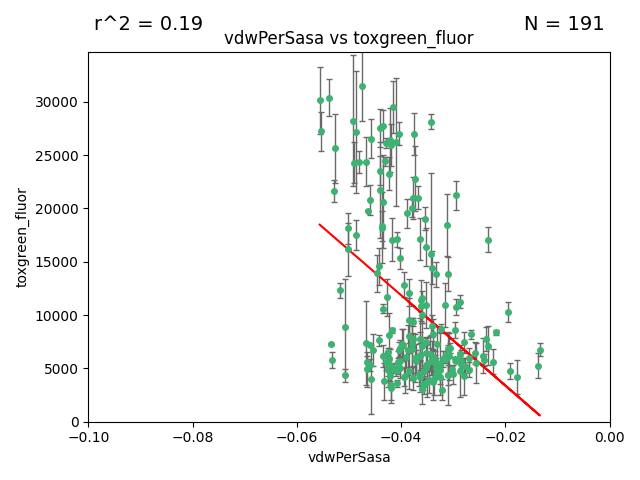 r^2 = 0.19
N = 191
vdwPerSasa vs toxgreen_fluor
toxgreen_fluor
30000
25000
20000
15000
10000
5000
0
−0.10
−0.08
−0.06
−0.04
−0.02
0.00
vdwPerSasa